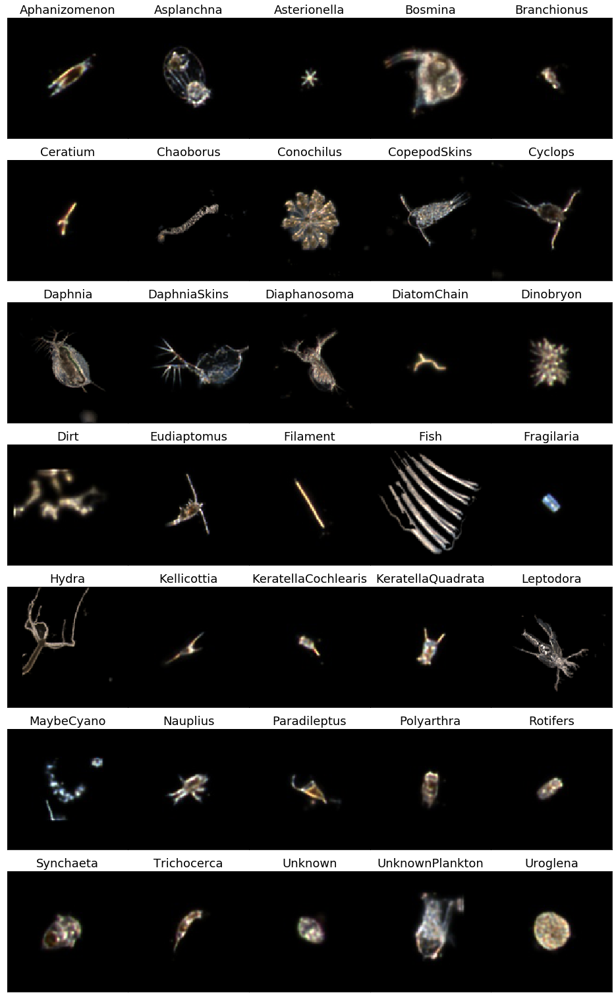 Aphanizomenon Asplanchna Asterionella Bosmina Branchionus
Ceratium Chaoborus Conochilus CopepodSkins Cyclops
Daphnia DaphniaSkins Diaphanosoma DiatomChain Dinobryon
Dirt Eudiaptomus Filament Fish Fragilaria
Hydra Kellicottia KeratellaCochlearis KeratellaQuadrata Leptodora
MaybeCyano Nauplius Paradileptus Polyarthra Rotifers
Synchaeta Trichocerca Unknown UnknownPlankton Uroglena